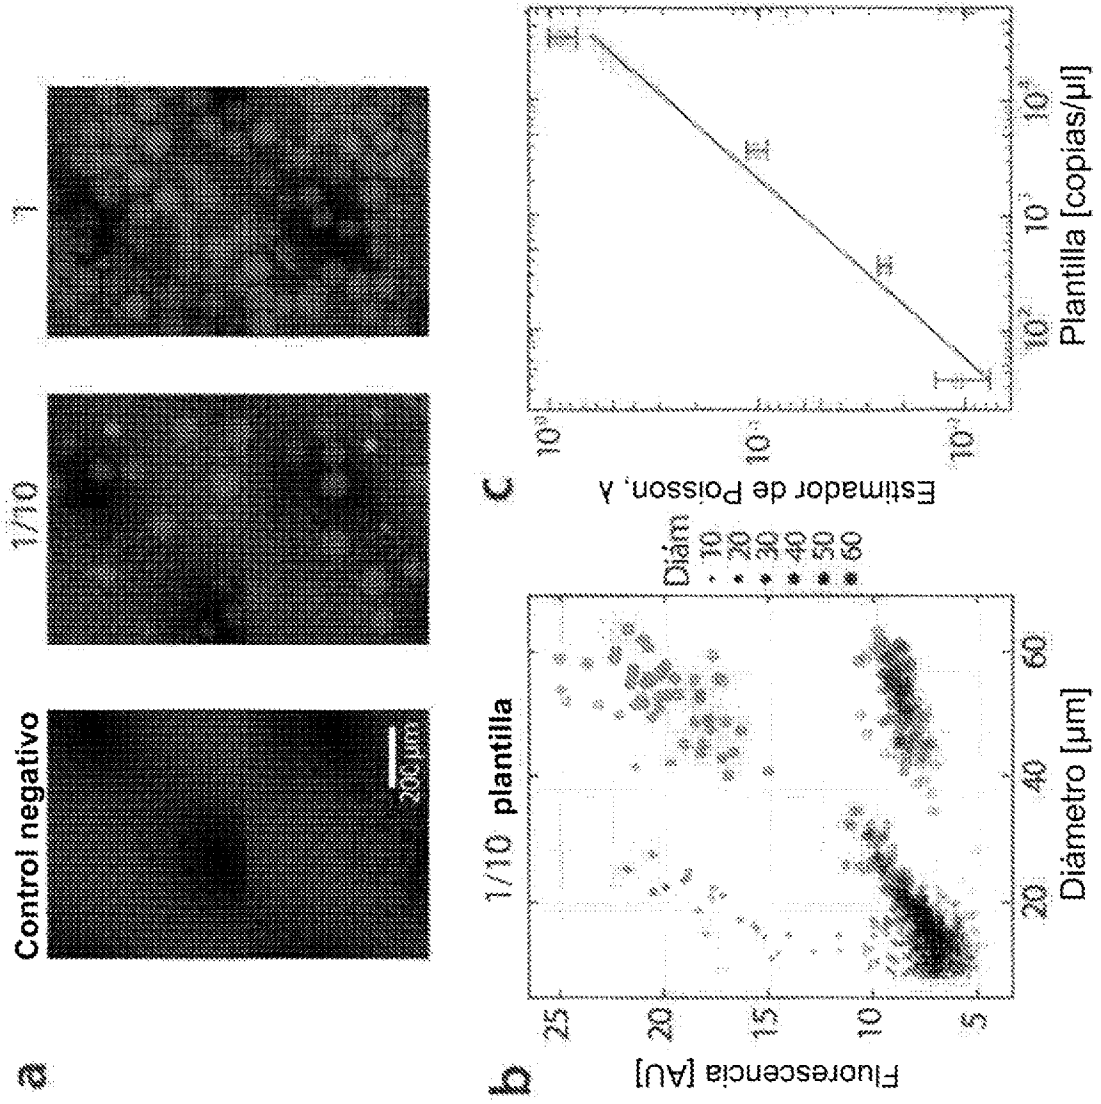 a
Control negativo
1/10
1
200 µm
b
1/10 plantilla
Fluorescencia [AU]
25
20
15
10
5
20
40
60
Diámetro [µm]
Diám
10
20
30
40
50
60
c
Estimador de Poisson, λ
Plantilla [copias/µl]